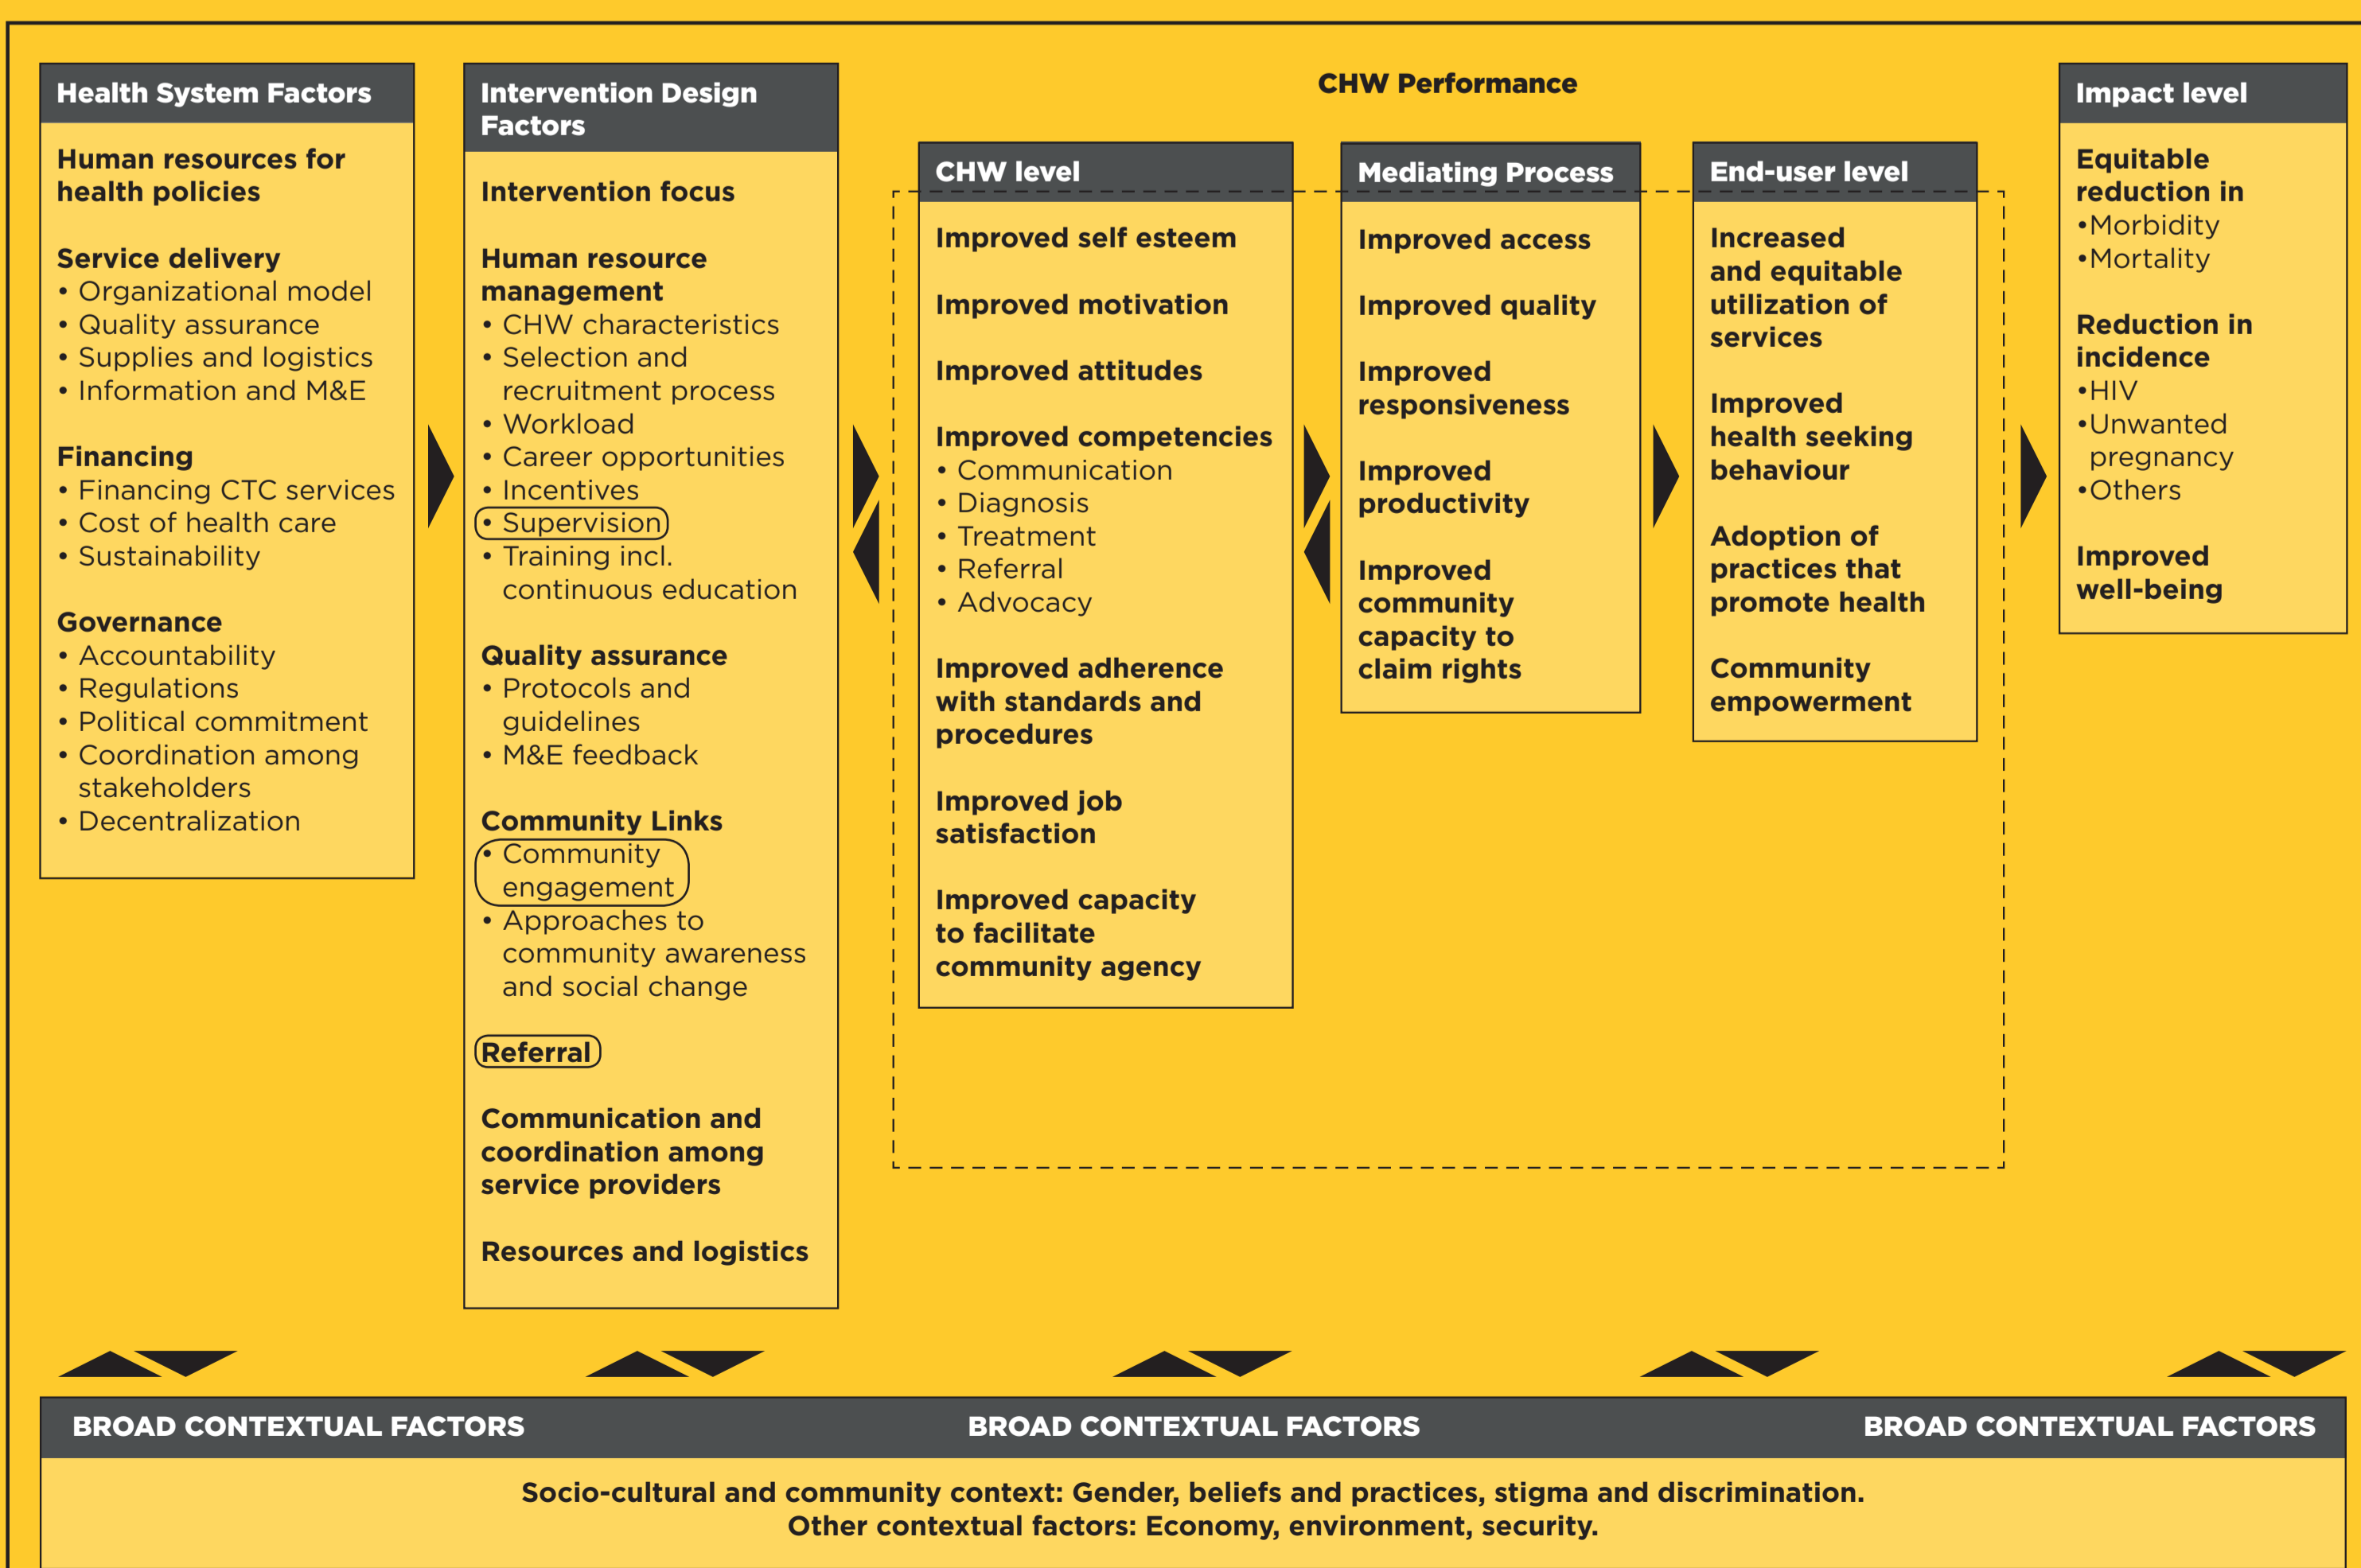 Health System Factors
Human resources for
health policies
Service delivery
• Organizational model
• Quality assurance
• Supplies and logistics
• Information and M&E
Financing
• Financing CTC services
• Cost of health care
• Sustainability
Governance
• Accountability
• Regulations
• Political commitment
• Coordination among
stakeholders
• Decentralization
Intervention Design
Factors
Intervention focus
Human resource
management
• CHW characteristics
• Selection and
recruitment process
• Workload
• Career opportunities
• Incentives
• Supervision
• Training incl.
continuous education
Quality assurance
• Protocols and
guidelines
• M&E feedback
Community Links
• Community
engagement
• Approaches to
community awareness
and social change
Referral
Communication and
coordination among
service providers
Resources and logistics
CHW Performance
CHW level
Improved self esteem
Improved motivation
Improved attitudes
Improved competencies
• Communication
• Diagnosis
• Treatment
• Referral
• Advocacy
Improved adherence
with standards and
procedures
Improved job
satisfaction
Improved capacity
to facilitate
community agency
Mediating Process
Improved access
Improved quality
Improved
responsiveness
Improved
productivity
Improved
community
capacity to
claim rights
End-user level
Increased
and equitable
utilization of
services
Improved
health seeking
behaviour
Adoption of
practices that
promote health
Community
empowerment
Impact level
Equitable
reduction in
•Morbidity
•Mortality
Reduction in
incidence
•HIV
•Unwanted
pregnancy
•Others
Improved
well-being
BROAD CONTEXTUAL FACTORS BROAD CONTEXTUAL FACTORS BROAD CONTEXTUAL FACTORS
Socio-cultural and community context: Gender, beliefs and practices, stigma and discrimination.
Other contextual factors: Economy, environment, security.